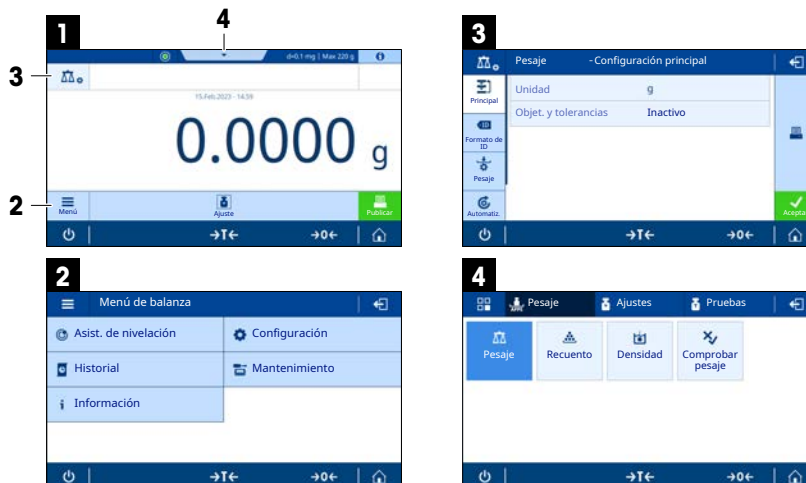 1
4
3
d=0.1 mg | Max 220 g
15.Feb.2023 - 14:59
0.0000 g
2
Menú
Ajuste
Publicar
→T←
→0←
3
Pesaje - Configuración principal
Principal
Unidad g
Objet. y tolerancias Inactivo
ID
Formato de ID
Pesaje
Automatiz.
Aceptar
→T←
→0←
2
Menú de balanza
Asist. de nivelación
Configuración
Historial
Mantenimiento
Información
→T←
→0←
4
Pesaje
Ajustes
Pruebas
Pesaje
Recuento
Densidad
Comprobar
pesaje
→T←
→0←